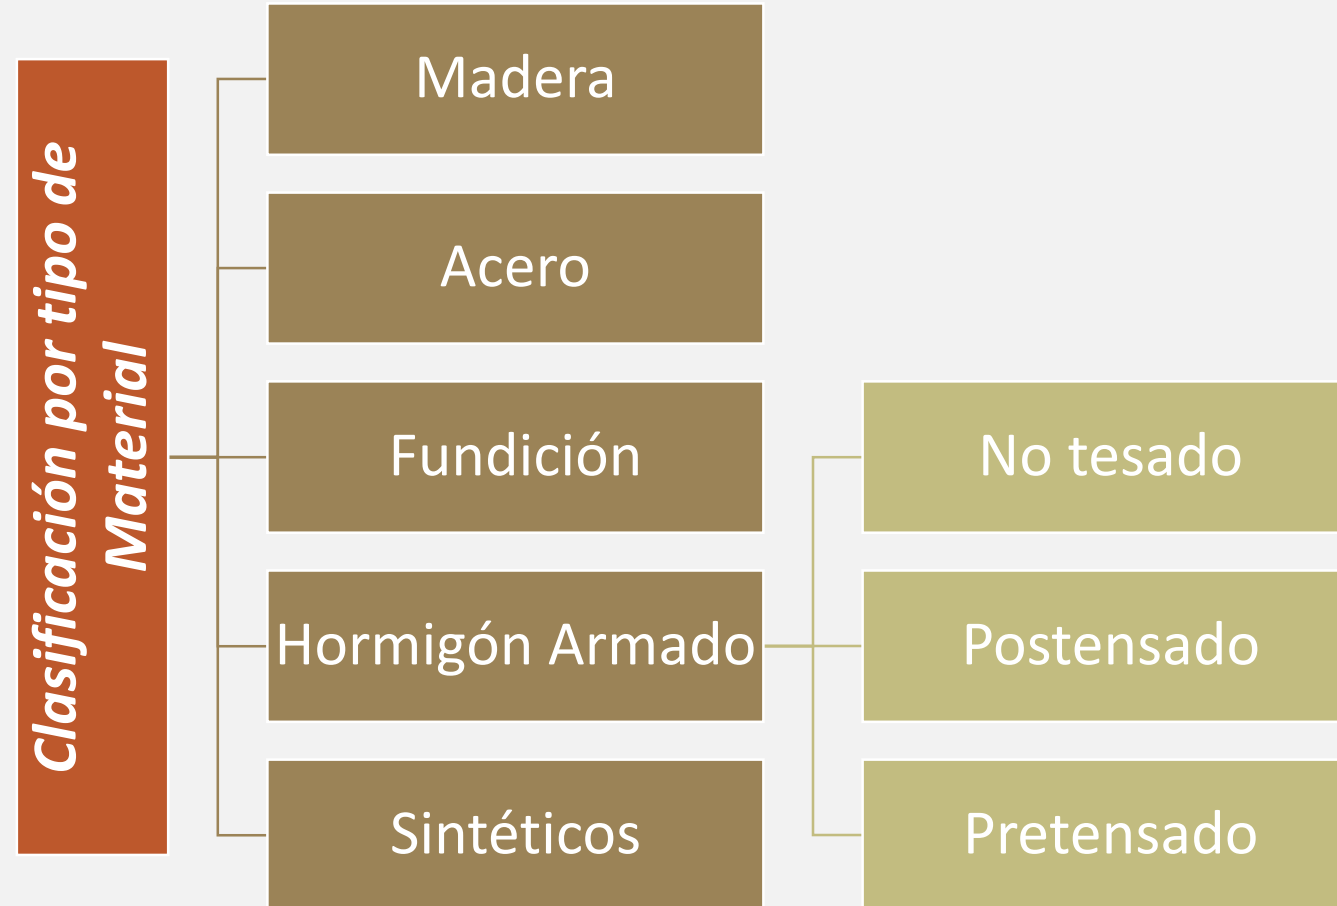 Clasificación por tipo de
Material
Madera
Acero
Fundición
Hormigón Armado
Sintéticos
No tesado
Postensado
Pretensado